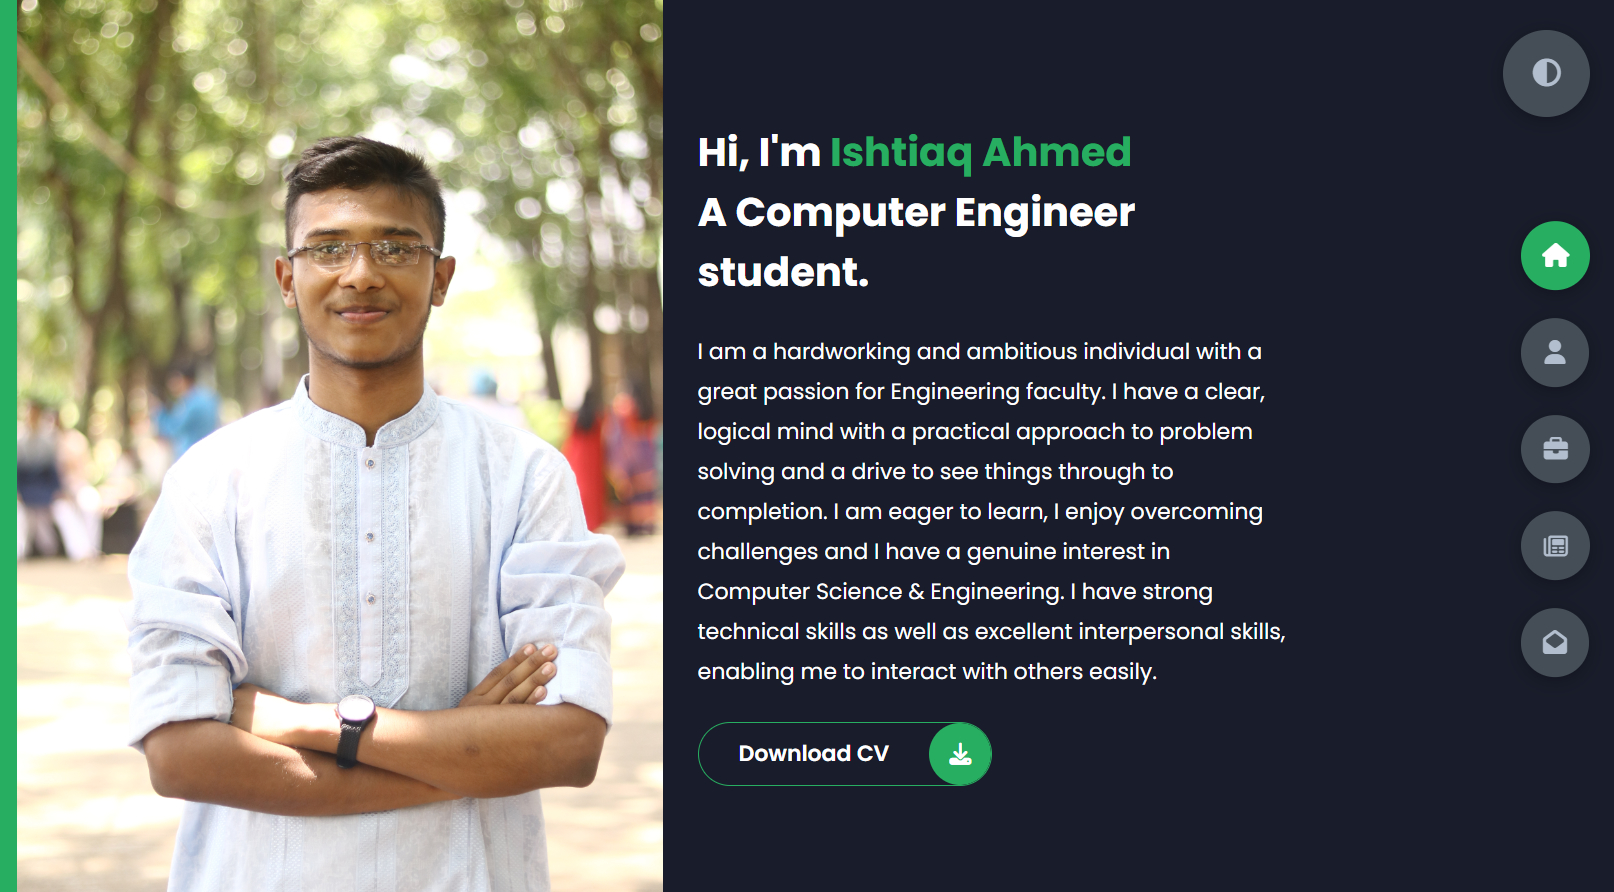 Hi, I'm Ishtiaq Ahmed
A Computer Engineer
student.
I am a hardworking and ambitious individual with a
great passion for Engineering faculty. I have a clear,
logical mind with a practical approach to problem
solving and a drive to see things through to
completion. I am eager to learn, I enjoy overcoming
challenges and I have a genuine interest in
Computer Science & Engineering. I have strong
technical skills as well as excellent interpersonal skills,
enabling me to interact with others easily.
Download CV